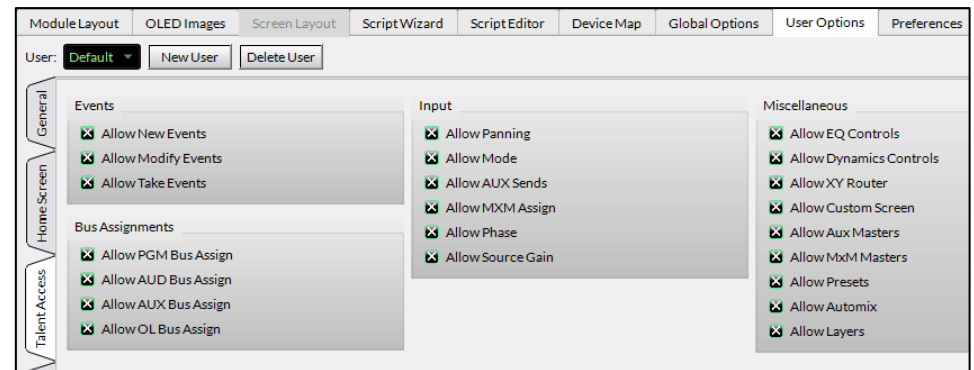 Module Layout OLED Images Screen Layout Script Wizard Script Editor Device Map Global Options User Options Preferences
User: Default New User Delete User
General
Home Screen
Talent Access
Events
Allow New Events
Allow Modify Events
Allow Take Events
Bus Assignments
Allow PGM Bus Assign
Allow AUD Bus Assign
Allow AUX Bus Assign
Allow OL Bus Assign
Input
Allow Panning
Allow Mode
Allow AUX Sends
Allow MXM Assign
Allow Phase
Allow Source Gain
Miscellaneous
Allow EQ Controls
Allow Dynamics Controls
Allow XY Router
Allow Custom Screen
Allow Aux Masters
Allow MxM Masters
Allow Presets
Allow Automix
Allow Layers